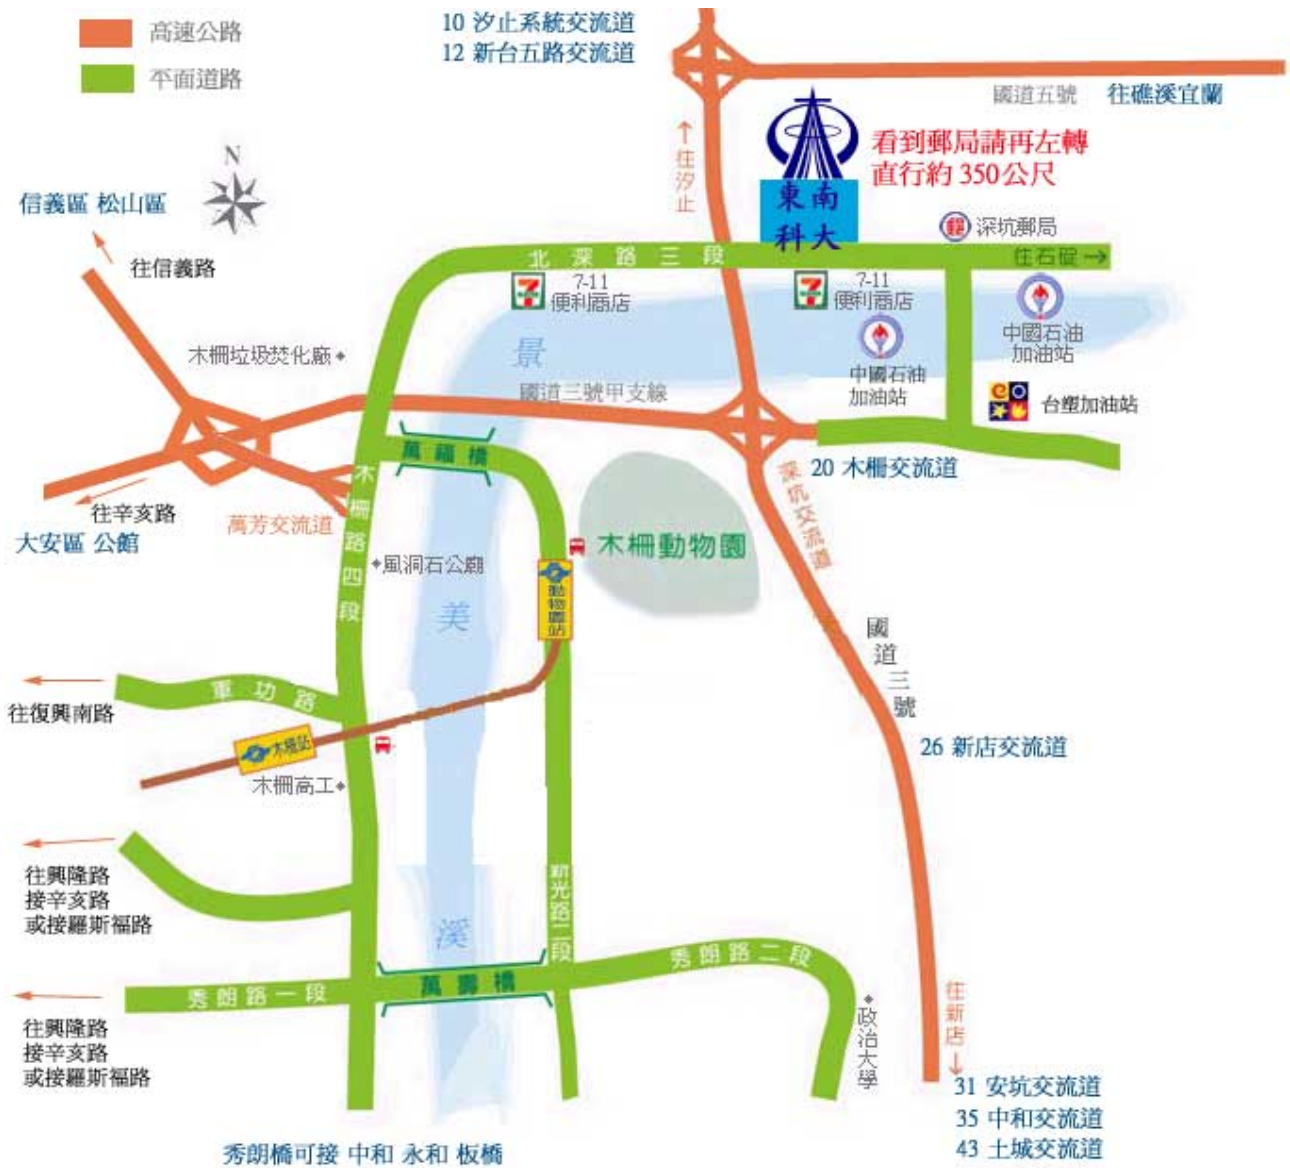 高速公路
平面道路
10 汐止系統交流道
12 新台五路交流道
國道五號
往礁溪宜蘭
往汐止
看到郵局請再左轉
直行約 350公尺
東南
科大
N
信義區 松山區
往信義路
深坑郵局
北深路三段
往石碇
7-11
便利商店
7-11
便利商店
中國石油
加油站
中國石油
加油站
台塑加油站
木柵垃圾焚化廠
景
國道三號甲支線
萬福橋
20 木柵交流道
深坑交流道
往辛亥路
萬芳交流道
大安區 公館
木柵路四段
木柵動物園
風洞石公廟
動物園站
美
國道三號
軍功路
往復興南路
木柵站
木柵高工
26 新店交流道
往興隆路
接辛亥路
或接羅斯福路
新光路二段
溪
秀朗路一段
萬壽橋
秀朗路二段
往興隆路
接辛亥路
或接羅斯福路
政治大學
往新店
31 安坑交流道
35 中和交流道
43 土城交流道
秀朗橋可接 中和 永和 板橋